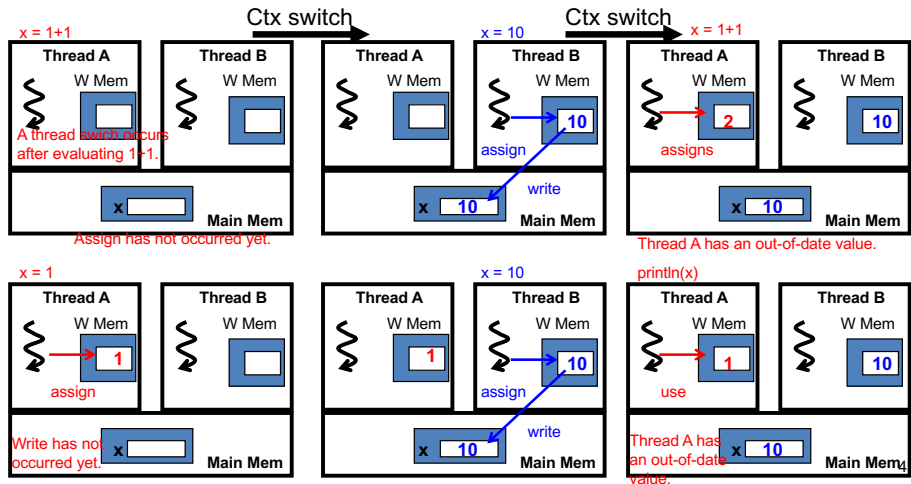 Ctx switch
Ctx switch
x = 1+1
x = 10
x = 1+1
Thread A
Thread B
Thread A
Thread B
Thread A
Thread B
W Mem
W Mem
W Mem
W Mem
W Mem
W Mem
10
2
10
A thread swich occurs
after evaluating 1+1.
assign
assigns
write
x
Main Mem
x 10
Main Mem
x 10
Main Mem
Assign has not occurred yet.
Thread A has an out-of-date value.
x = 1
x = 10
println(x)
Thread A
Thread B
Thread A
Thread B
Thread A
Thread B
W Mem
W Mem
W Mem
W Mem
W Mem
W Mem
1
1
10
1
10
assign
assign
use
write
Write has not
occurred yet.
x
Main Mem
x 10
Main Mem
Thread A has
an out-of-date
value.
x 10
Main Mem
4